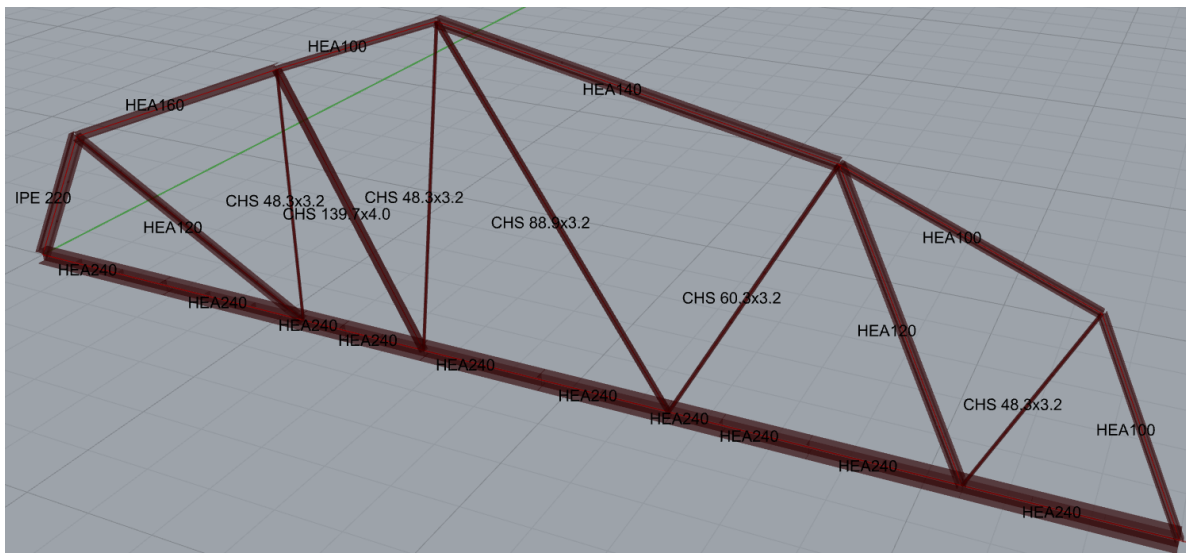 HEA100
HEA140
HEA160
IPE 220
CHS 48.3x3.2
CHS 139.7x4.0
CHS 48.3x3.2
CHS 88.9x3.2
HEA120
HEA100
HEA240
HEA240
HEA240
HEA240
HEA240
HEA240
HEA240
HEA240
HEA240
HEA240
CHS 60.3x3.2
HEA120
CHS 48.3x3.2
HEA100